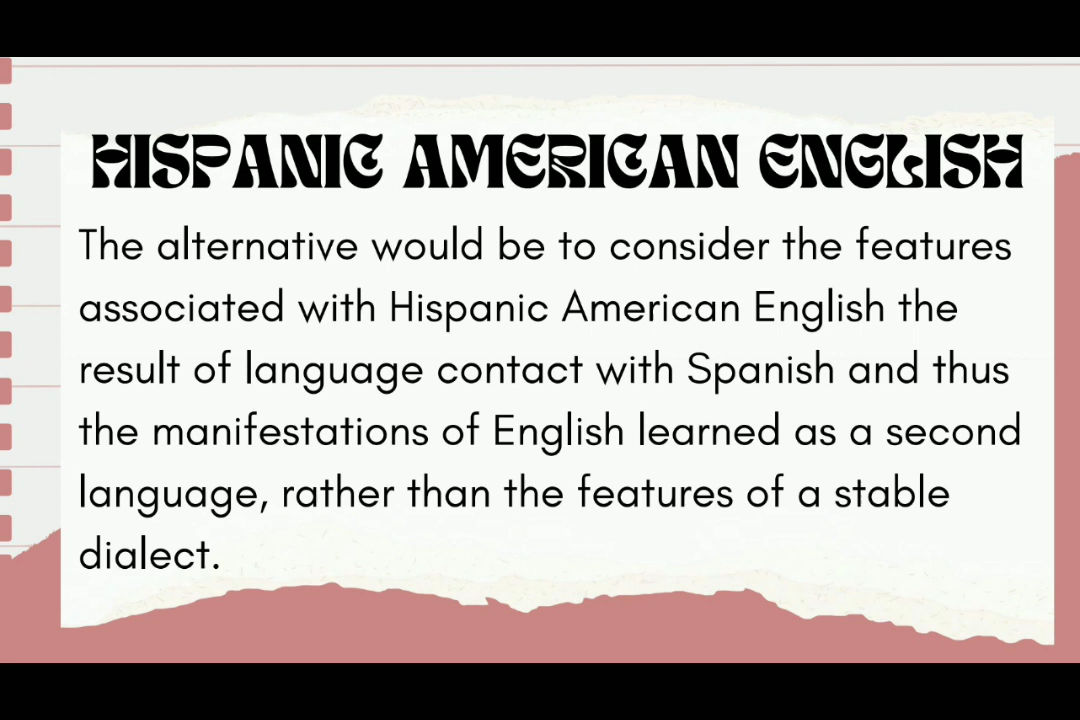 HISPANIC AMERICAN ENGLISH
The alternative would be to consider the features
associated with Hispanic American English the
result of language contact with Spanish and thus
the manifestations of English learned as a second
language, rather than the features of a stable
dialect.